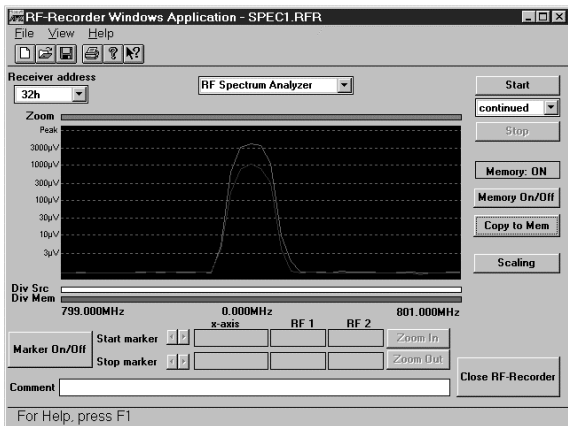 RF-Recorder Windows Application - SPEC1.RFR
File View Help
Receiver address
32h
RF Spectrum Analyzer
Start
continued
Stop
Zoom
Peak
3000µV
1000µV
300µV
100µV
30µV
10µV
3µV
Memory: ON
Memory On/Off
Copy to Mem
Scaling
Div Src
Div Mem
799.000MHz 0.000MHz 801.000MHz
x-axis RF 1 RF 2
Marker On/Off
Start marker
Zoom In
Stop marker
Zoom Out
Close RF-Recorder
Comment
For Help, press F1